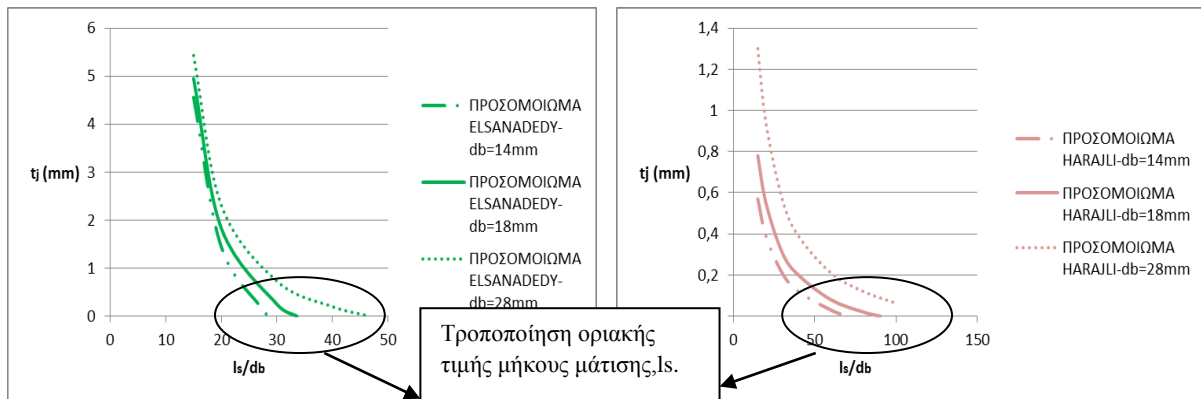 6
5
4
3
2
1
0
tj (mm)
0
10
20
30
40
50
ls/db
ΠΡΟΣΟΜΟΙΩΜΑ
ELSANADEDY-
db=14mm
ΠΡΟΣΟΜΟΙΩΜΑ
ELSANADEDY-
db=18mm
ΠΡΟΣΟΜΟΙΩΜΑ
ELSANADEDY-
db=28mm
1,4
1,2
1
0,8
0,6
0,4
0,2
0
tj (mm)
0
50
100
150
ls/db
ΠΡΟΣΟΜΟΙΩΜΑ
HARAJLI-db=14mm
ΠΡΟΣΟΜΟΙΩΜΑ
HARAJLI-db=18mm
ΠΡΟΣΟΜΟΙΩΜΑ
HARAJLI-db=28mm
Τροποποίηση οριακής
τιμής μήκους μάτισης,ls.